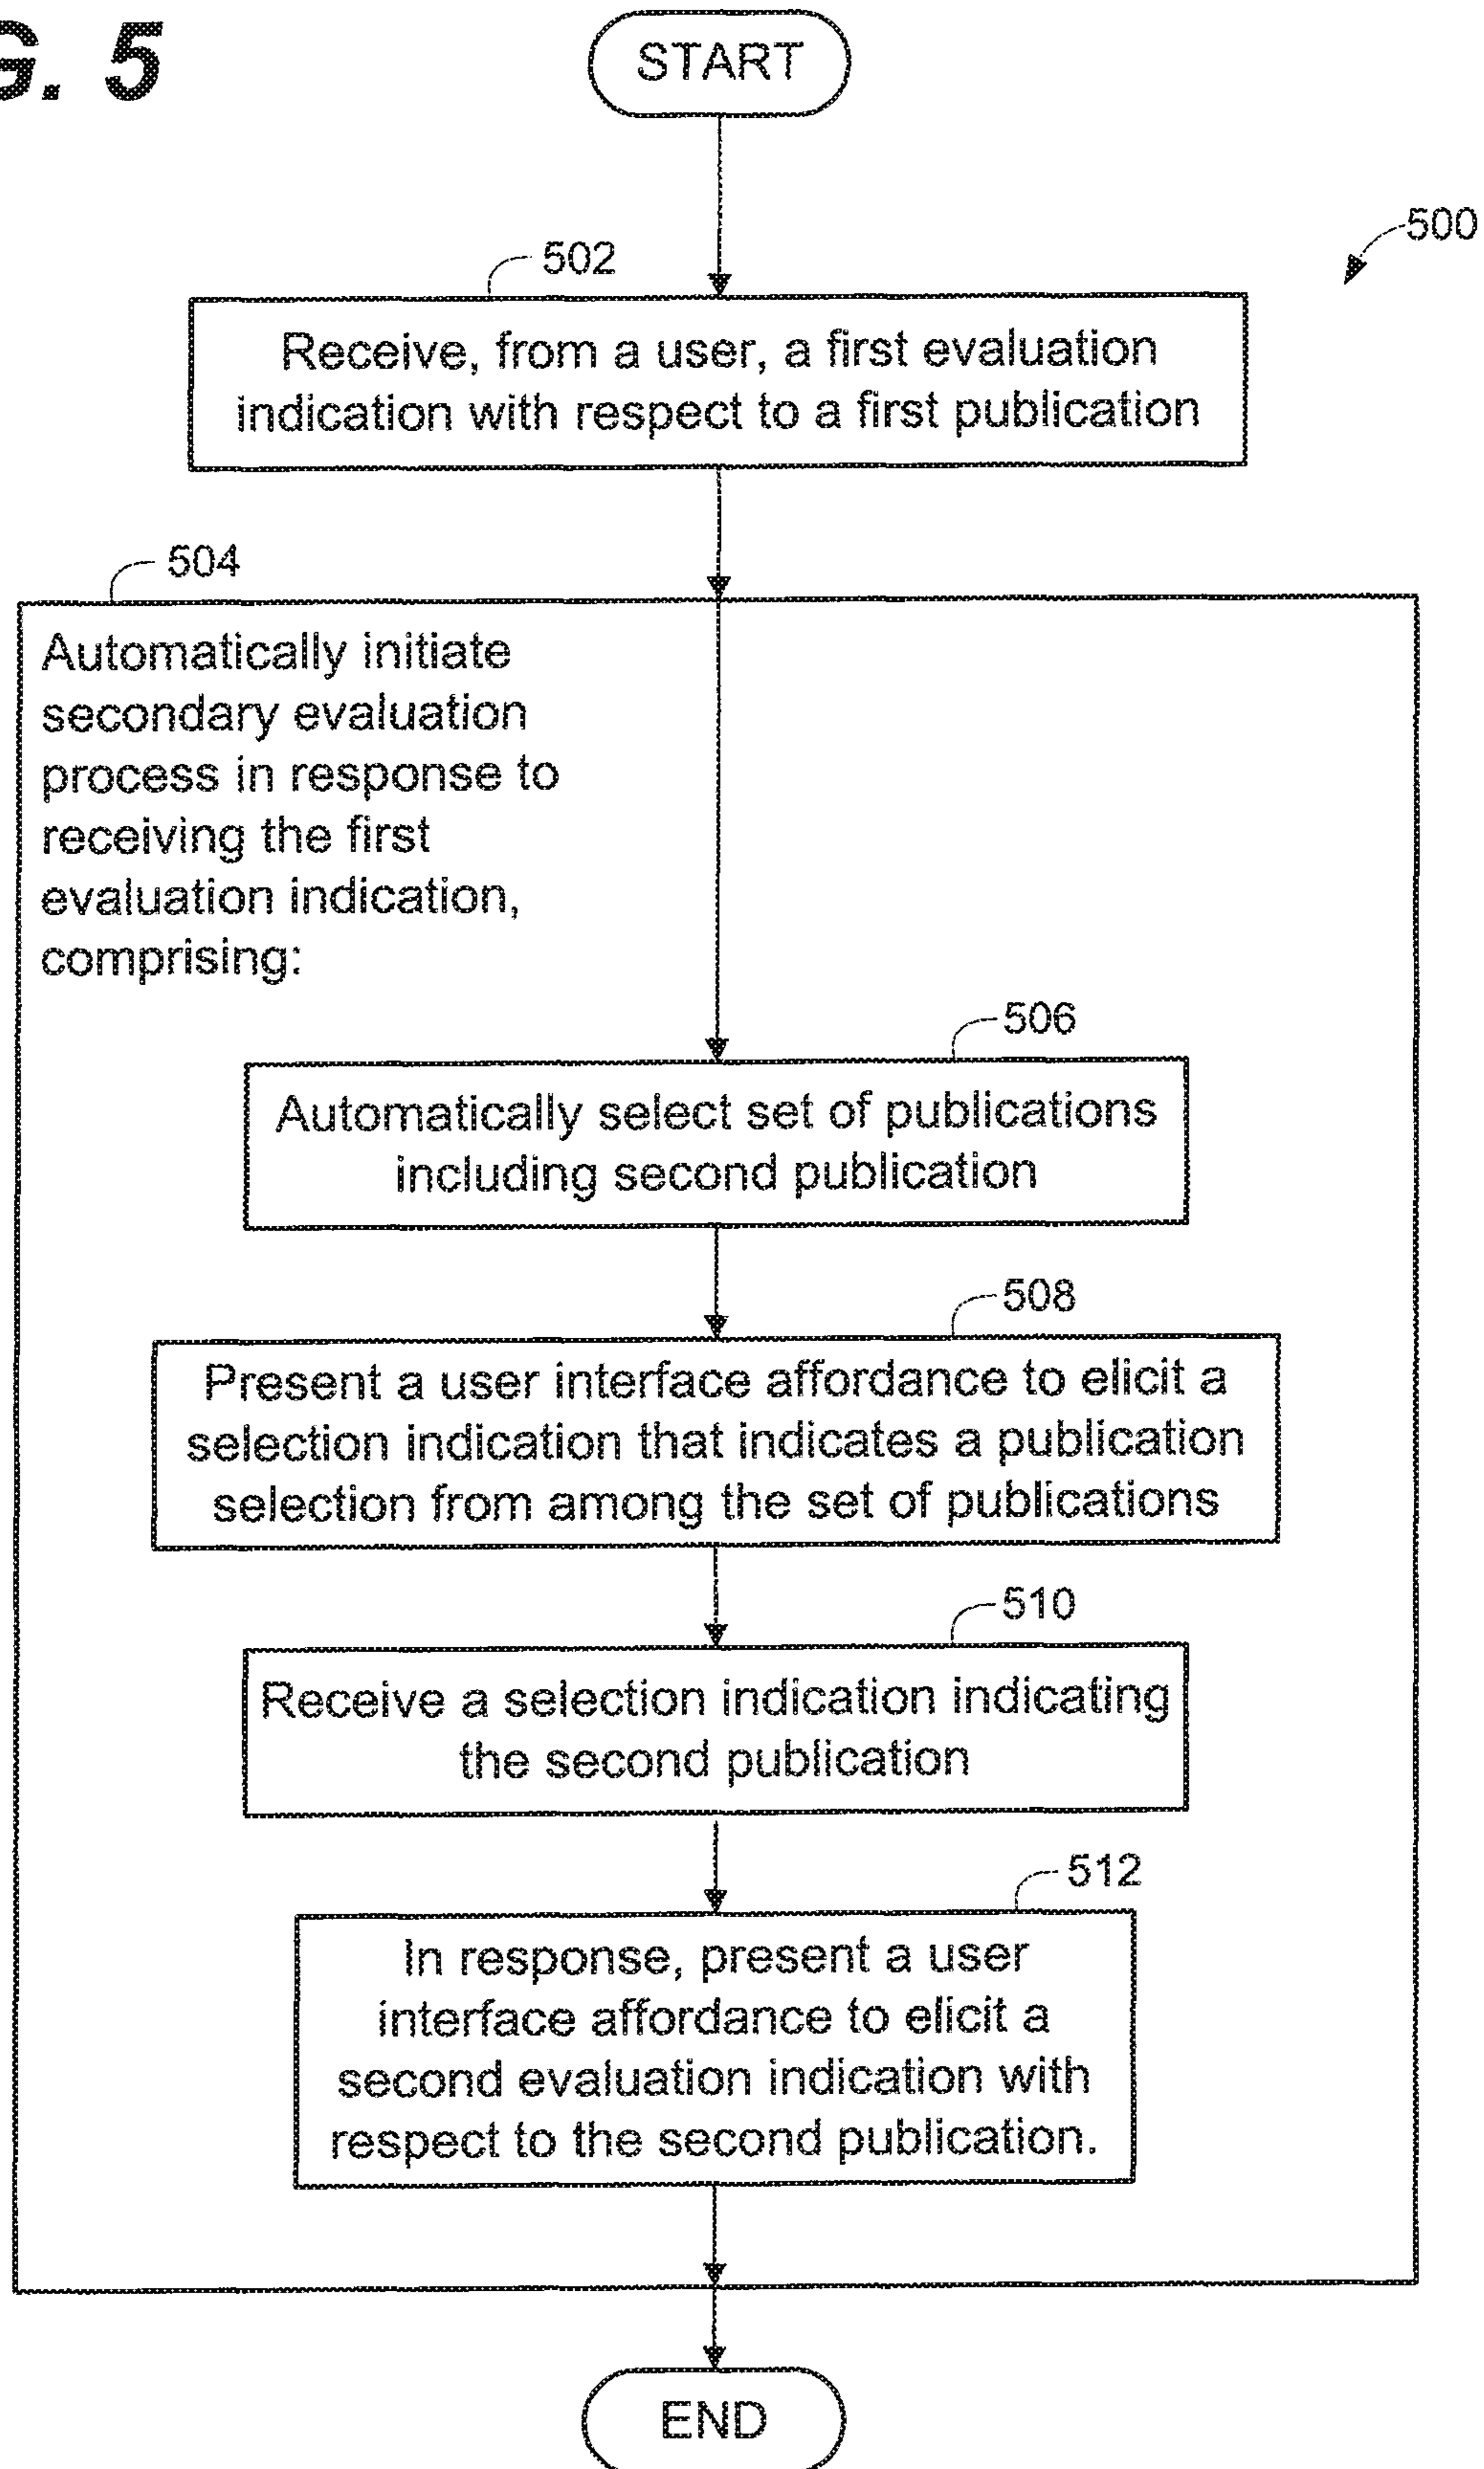 G. 5
START
500
502
Receive, from a user, a first evaluation
indication with respect to a first publication
504
Automatically initiate
secondary evaluation
process in response to
receiving the first
evaluation indication,
comprising:
506
Automatically select set of publications
including second publication
508
Present a user interface affordance to elicit a
selection indication that indicates a publication
selection from among the set of publications
510
Receive a selection indication indicating
the second publication
512
In response, present a user
interface affordance to elicit a
second evaluation indication with
respect to the second publication.
END